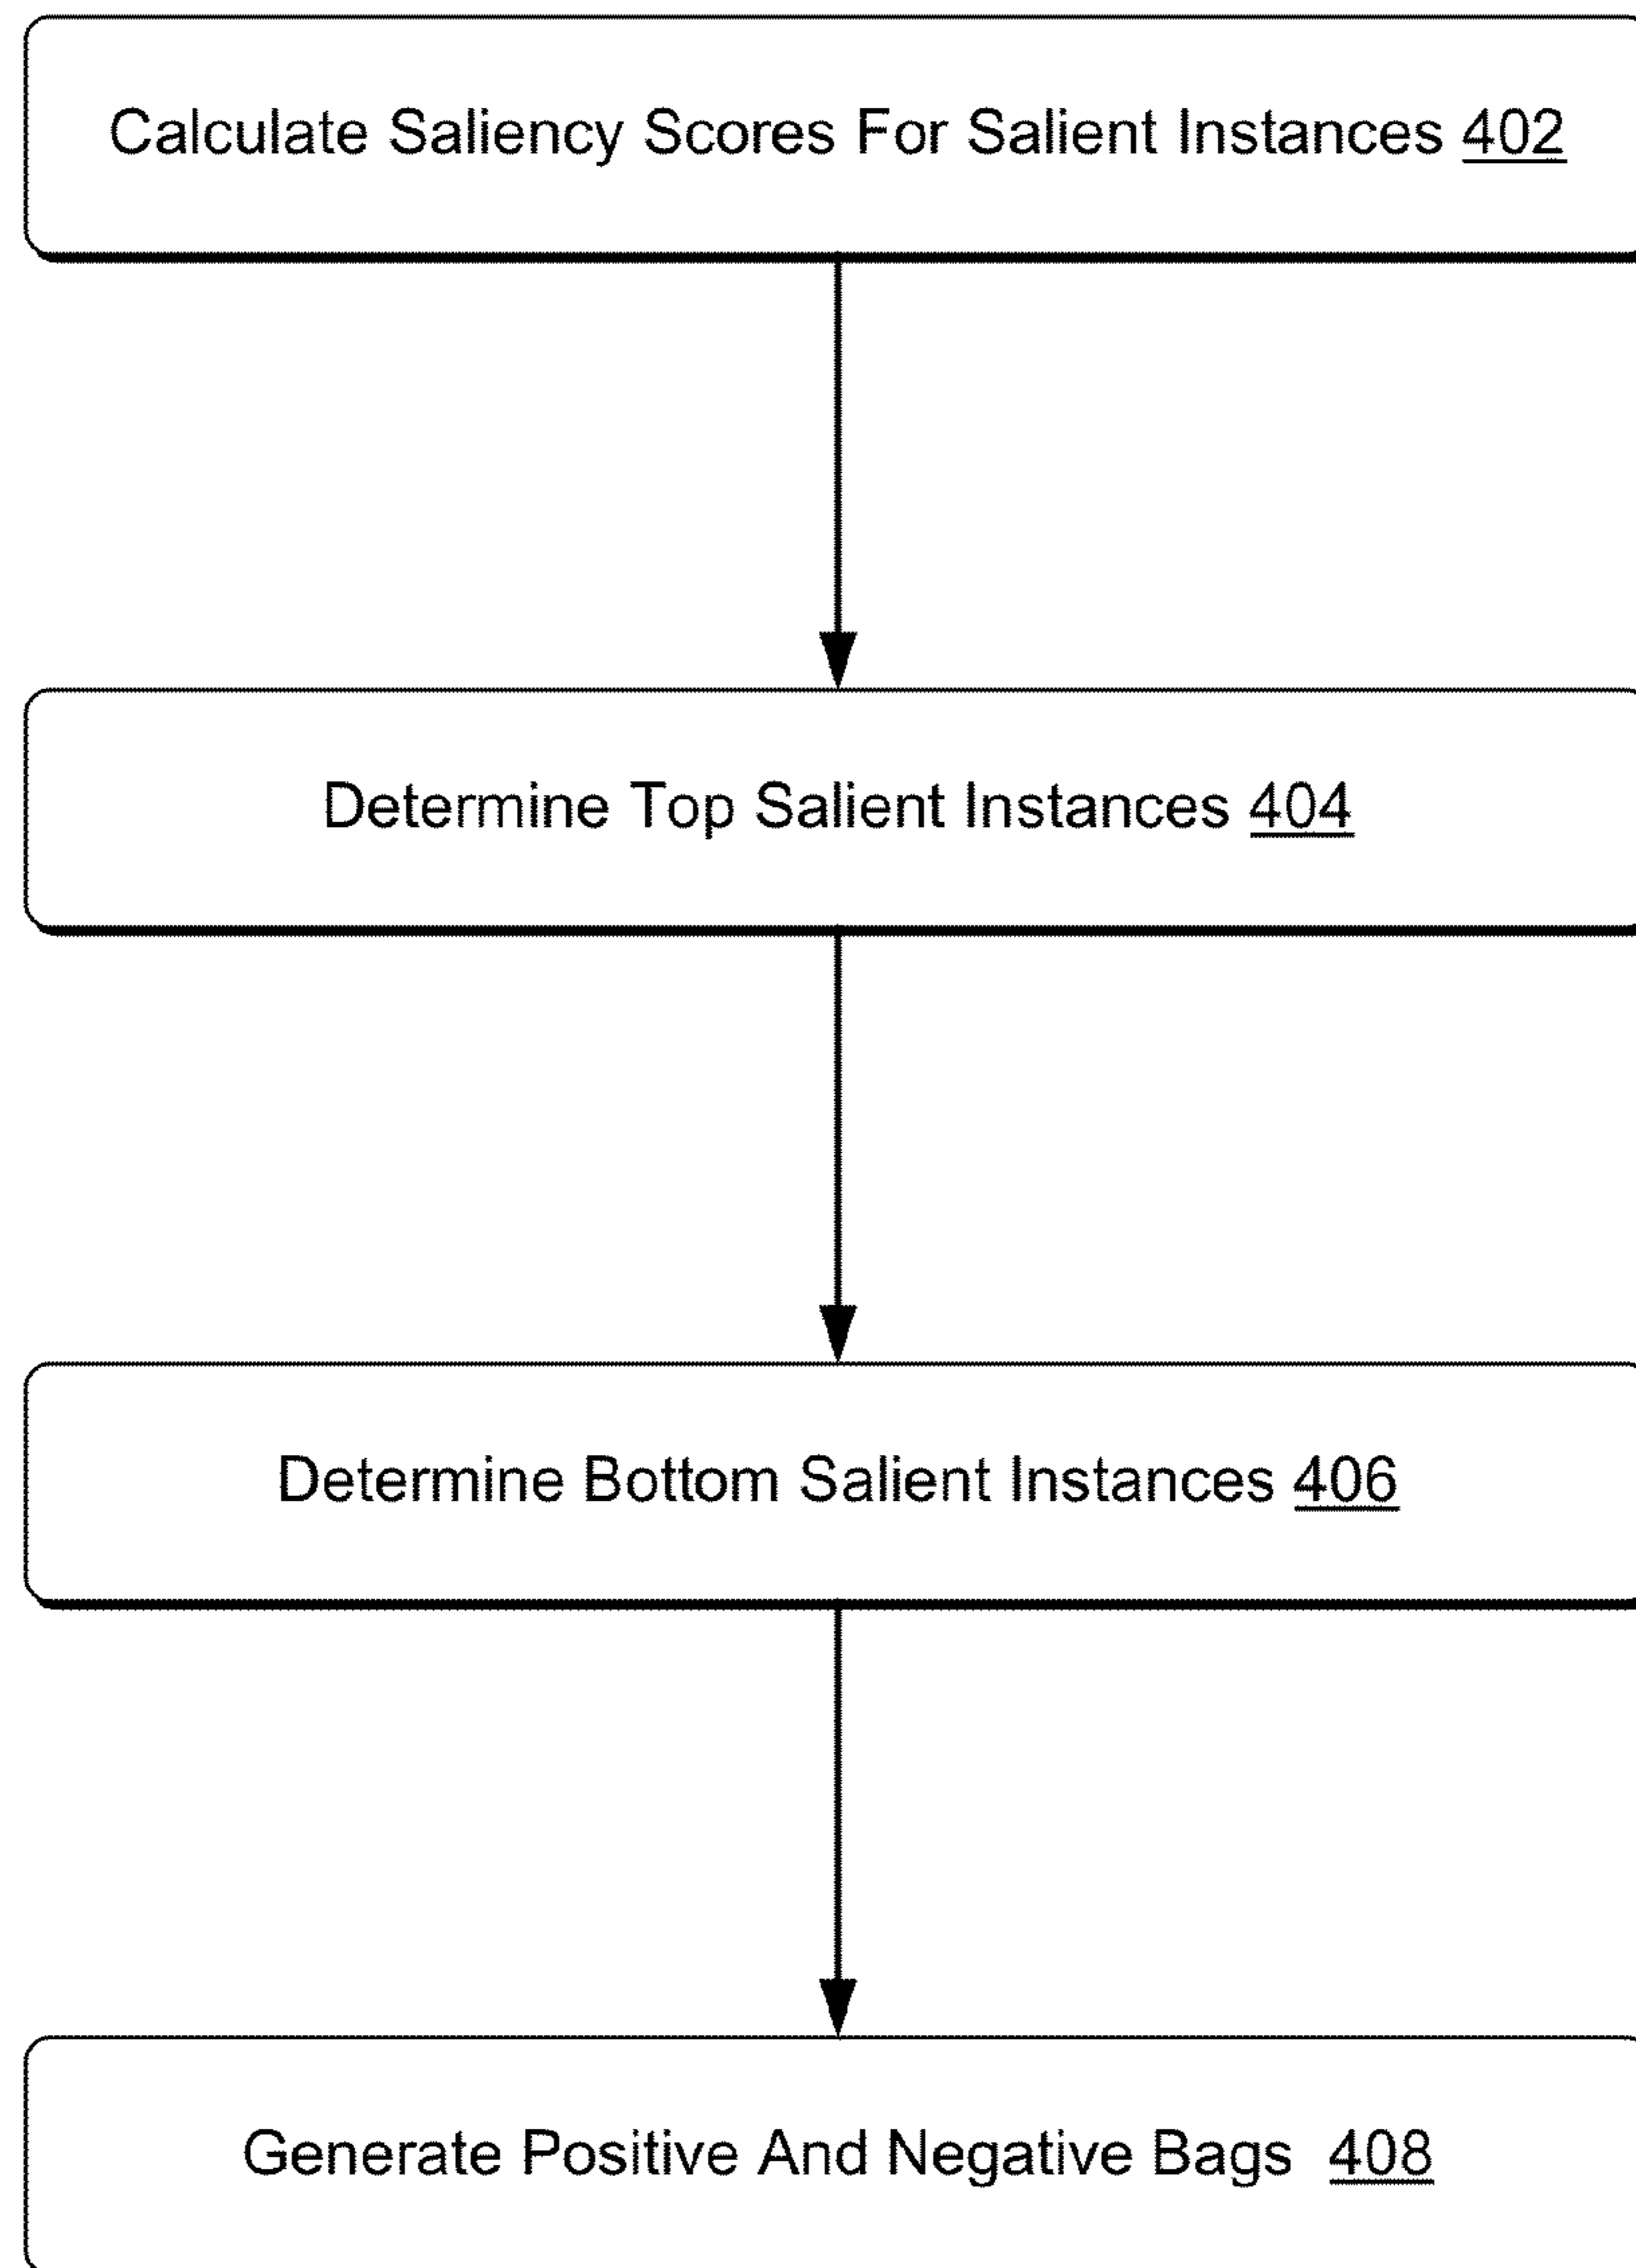 Calculate Saliency Scores For Salient Instances 402
Determine Top Salient Instances 404
Determine Bottom Salient Instances 406
Generate Positive And Negative Bags 408